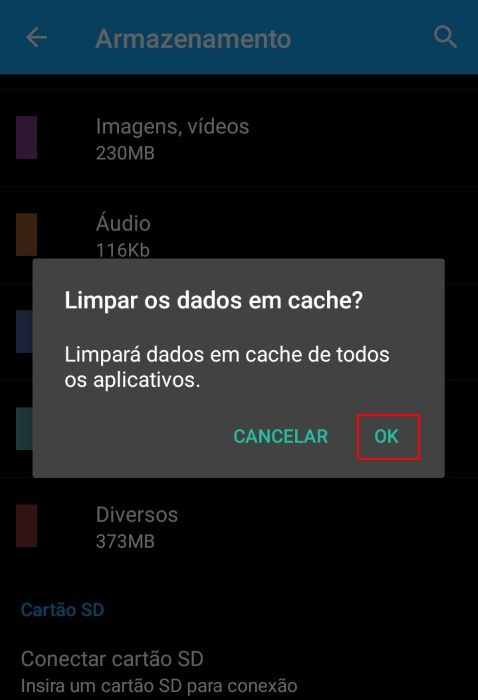 Armazenamento
Imagens, vídeos
230MB
Áudio
116Kb
Limpar os dados em cache?
Limpará dados em cache de todos
os aplicativos.
CANCELAR OK
Diversos
373MB
Cartão SD
Conectar cartão SD
Insira um cartão SD para conexão